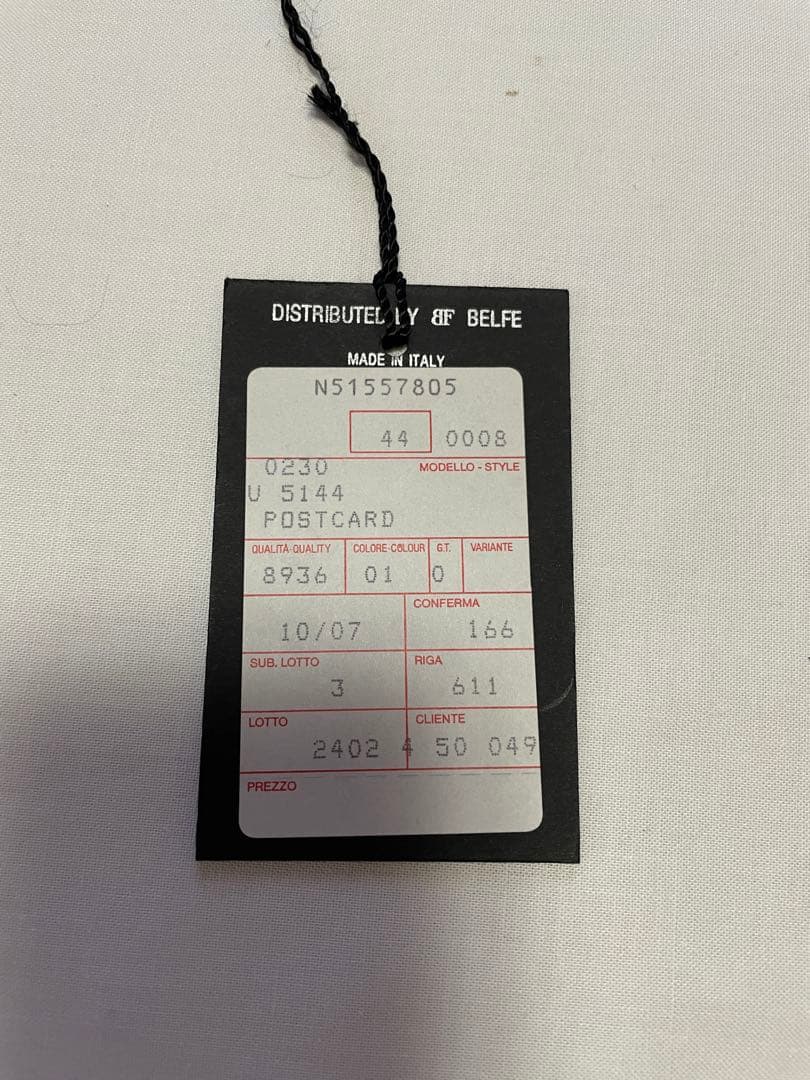 DISTRIBUTED BY BF BELFE
MADE IN ITALY
N51557805
44 0008
0230 MODELLO - STYLE
U 5144
POSTCARD
QUALITÀ-QUALITY COLORE-COLOUR G.T. VARIANTE
8936 01 0
CONFERMA
10/07 166
SUB. LOTTO RIGA
3 611
LOTTO CLIENTE
2402 4 50 049
PREZZO